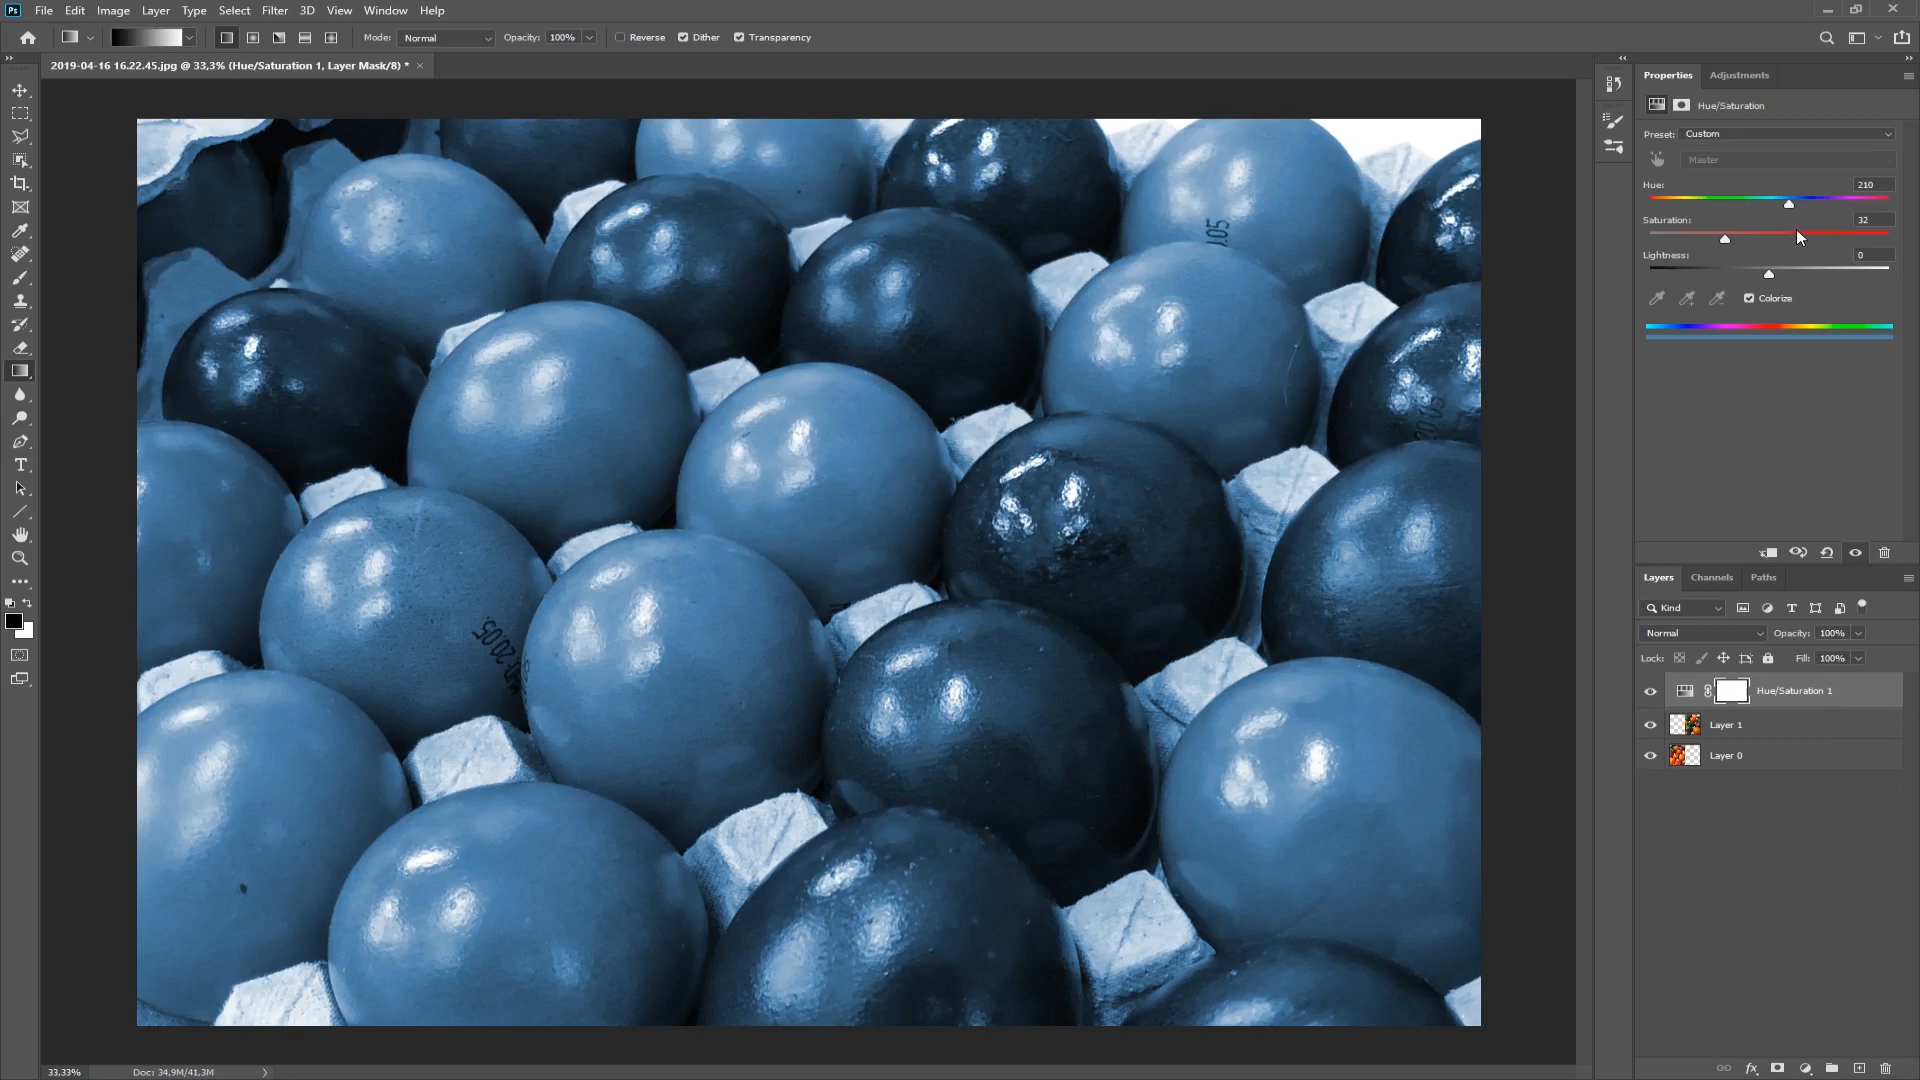 Ps File Edit Image Layer Type Select Filter 3D View Window Help
Mode: Normal Opacity: 100% Reverse Dither Transparency
2019-04-16 16.22.45.jpg @ 33,3% (Hue/Saturation 1, Layer Mask/8) *
Properties Adjustments
Hue/Saturation
Preset: Custom
Master
Hue: 210
Saturation: 32
Lightness: 0
Colorize
Layers Channels Paths
Kind
Normal Opacity: 100%
Lock: Fill: 100%
Hue/Saturation 1
Layer 1
Layer 0
fx
33,33% Doc: 34,9M/41,3M